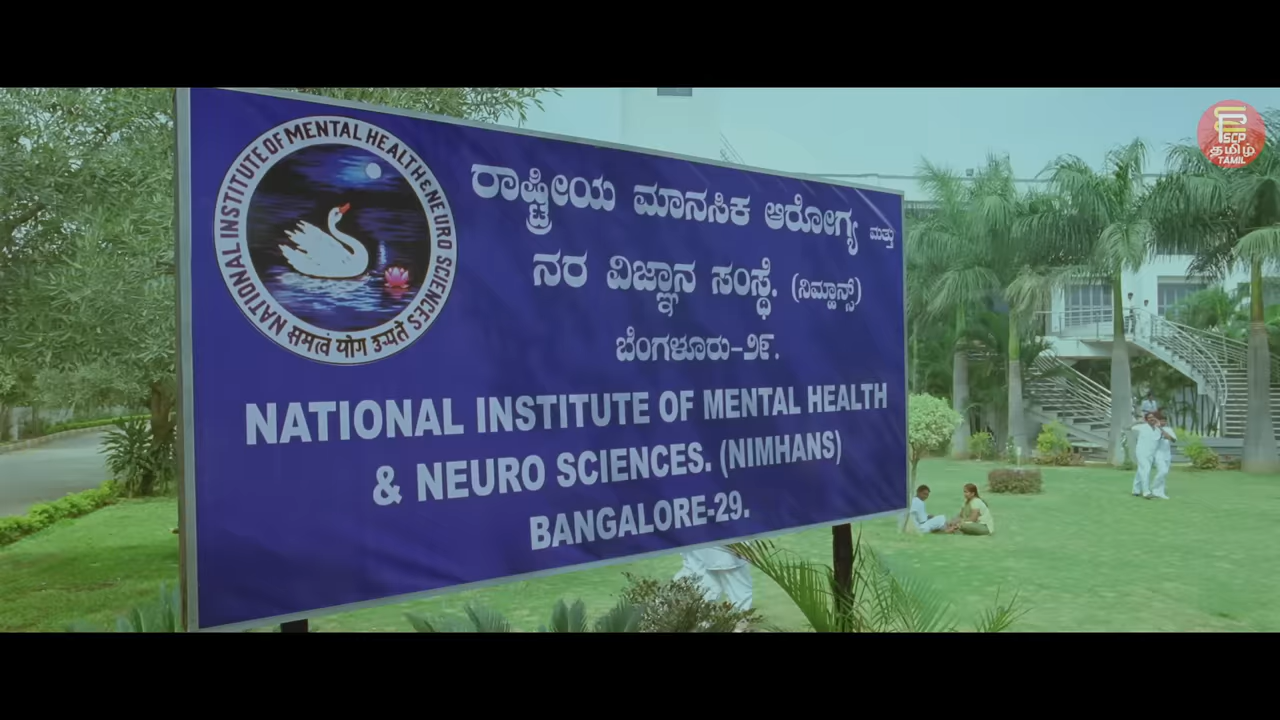 NATIONAL INSTITUTE OF MENTAL HEALTH & NEURO SCIENCES
समत्वं योग उच्यते
ರಾಷ್ಟ್ರೀಯ ಮಾನಸಿಕ ಆರೋಗ್ಯ ಮತ್ತು
ನರ ವಿಜ್ಞಾನ ಸಂಸ್ಥೆ. (ನಿಮ್ಹಾನ್ಸ್)
ಬೆಂಗಳೂರು-೨೯.
NATIONAL INSTITUTE OF MENTAL HEALTH
& NEURO SCIENCES. (NIMHANS)
BANGALORE-29.
SCP
தமிழ்
TAMIL